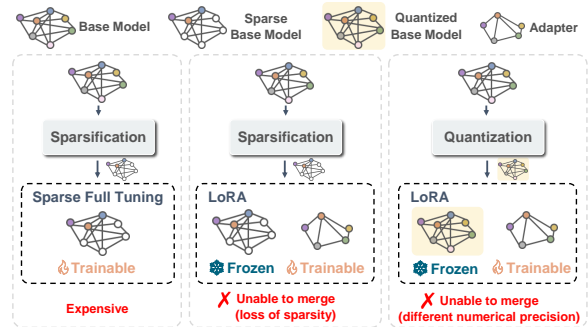 Base Model
Sparse
Base Model
Quantized
Base Model
Adapter
Sparsification
Sparse Full Tuning
Trainable
Expensive
Sparsification
LoRA
Frozen
Trainable
✗ Unable to merge
(loss of sparsity)
Quantization
LoRA
Frozen
Trainable
✗ Unable to merge
(different numerical precision)